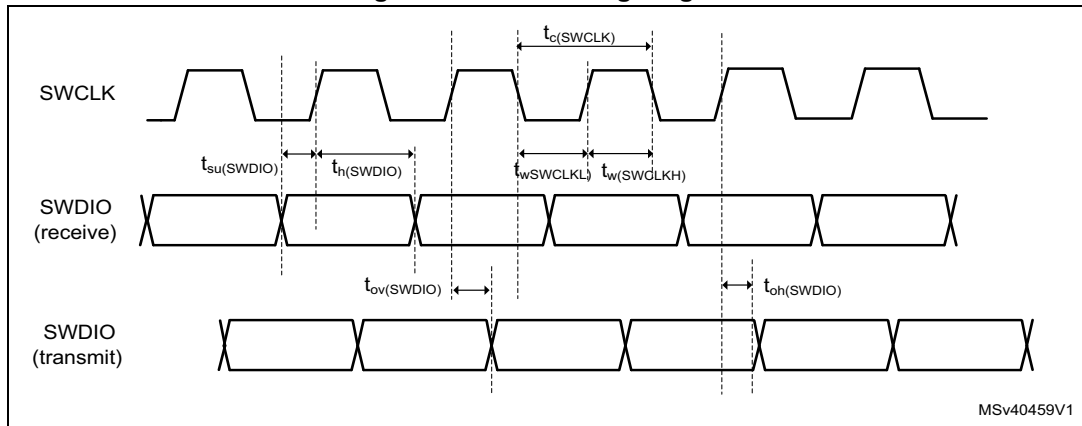 tc(SWCLK)
SWCLK
tsu(SWDIO)
th(SWDIO)
twSWCLKL)
tw(SWCLKH)
SWDIO
(receive)
tov(SWDIO)
toh(SWDIO)
SWDIO
(transmit)
MSv40459V1